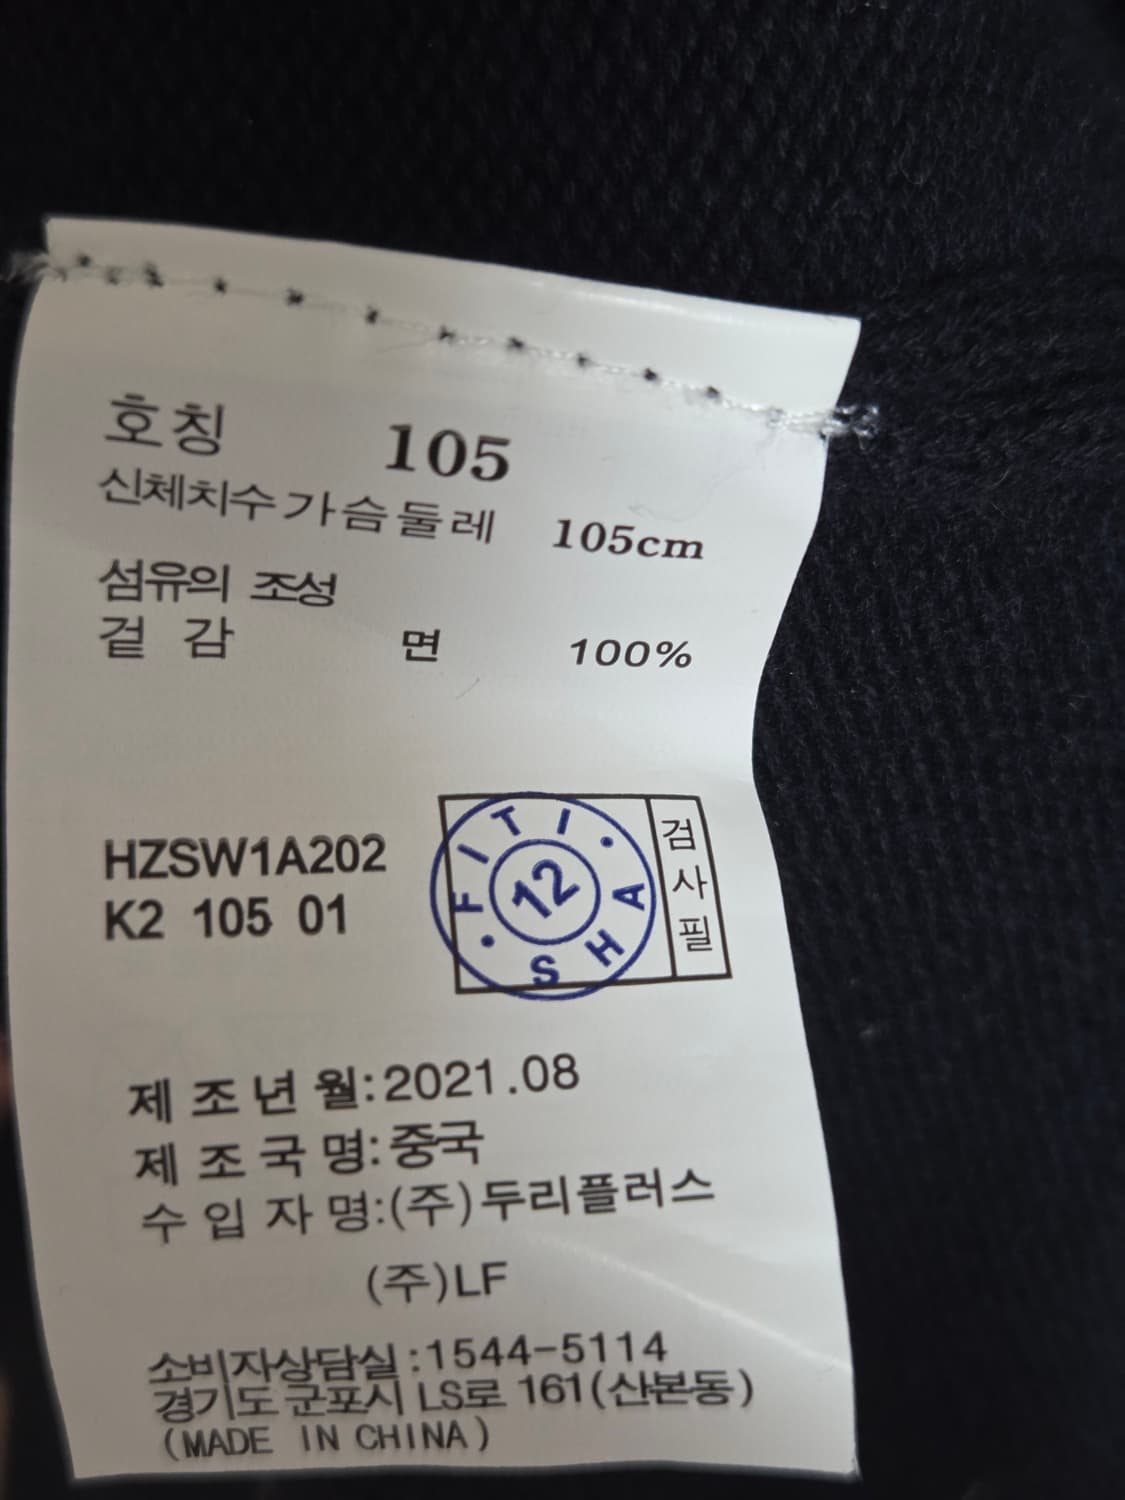 호칭 105
신체치수 가슴둘레 105cm
섬유의 조성
겉 감 면 100%
HZSW1A202
K2 105 01
FITI · SHA ·
12
검사필
제 조 년 월:2021.08
제 조 국 명:중국
수 입 자 명:(주)두리플러스
(주)LF
소비자상담실:1544-5114
경기도 군포시 LS로 161(산본동)
(MADE IN CHINA)